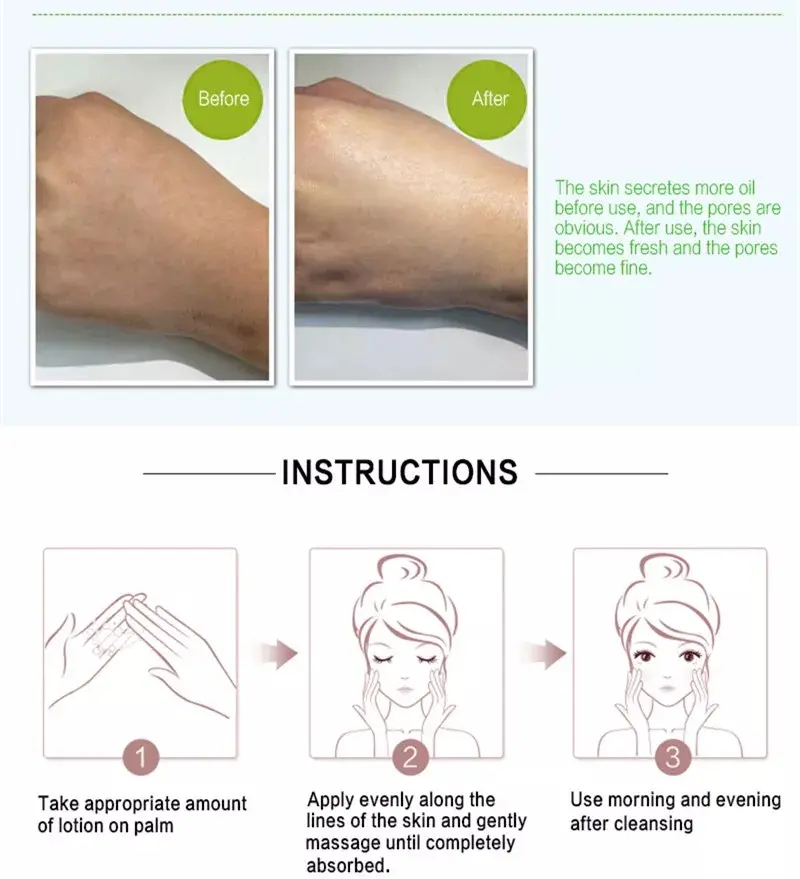 Before
After
The skin secretes more oil
before use, and the pores are
obvious. After use, the skin
becomes fresh and the pores
become fine.
INSTRUCTIONS
1
Take appropriate amount
of lotion on palm
2
Apply evenly along the
lines of the skin and gently
massage until completely
absorbed.
3
Use morning and evening
after cleansing